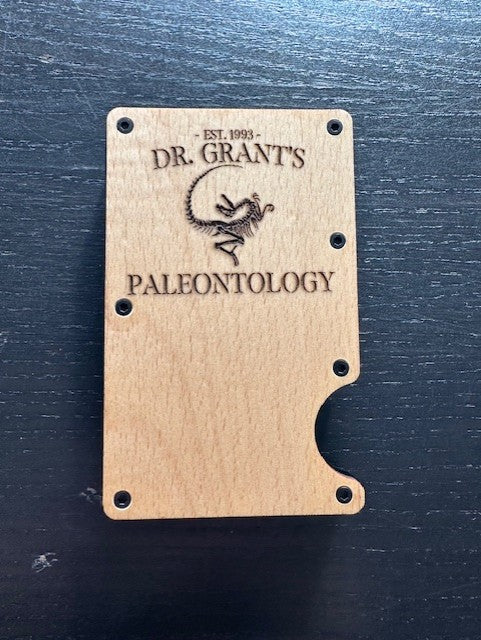 - EST. 1993 -
DR. GRANT'S
PALEONTOLOGY